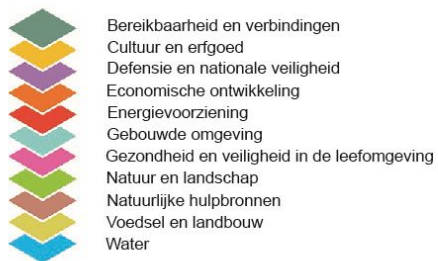 Bereikbaarheid en verbindingen
Cultuur en erfgoed
Defensie en nationale veiligheid
Economische ontwikkeling
Energievoorziening
Gebouwde omgeving
Gezondheid en veiligheid in de leefomgeving
Natuur en landschap
Natuurlijke hulpbronnen
Voedsel en landbouw
Water